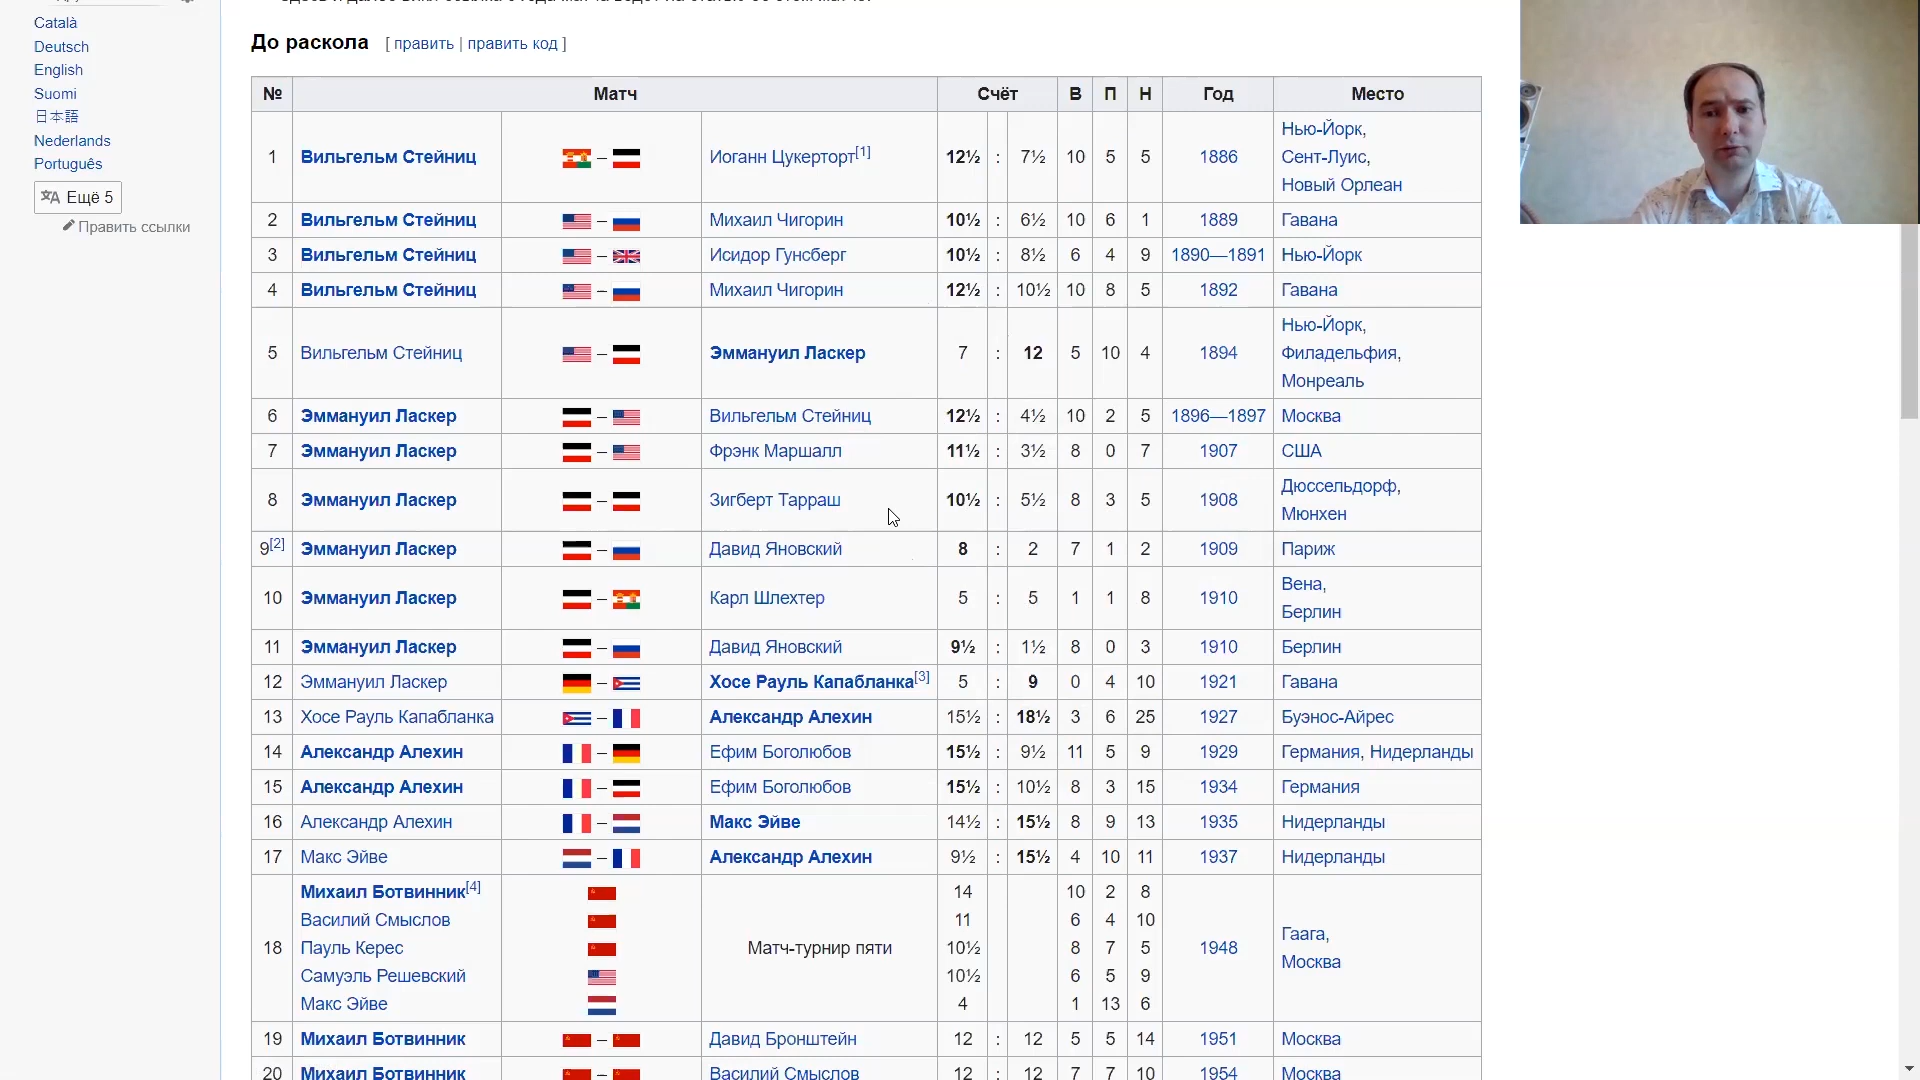 Català
Deutsch
English
Suomi
日本語
Nederlands
Português
Ещё 5
Править ссылки
До раскола [ править | править код ]
№ Матч Счёт В П Н Год Место
1 Вильгельм Стейниц – Иоганн Цукерторт[1] 12½ : 7½ 10 5 5 1886 Нью-Йорк,
Сент-Луис,
Новый Орлеан
2 Вильгельм Стейниц – Михаил Чигорин 10½ : 6½ 10 6 1 1889 Гавана
3 Вильгельм Стейниц – Исидор Гунсберг 10½ : 8½ 6 4 9 1890—1891 Нью-Йорк
4 Вильгельм Стейниц – Михаил Чигорин 12½ : 10½ 10 8 5 1892 Гавана
5 Вильгельм Стейниц – Эммануил Ласкер 7 : 12 5 10 4 1894 Нью-Йорк,
Филадельфия,
Монреаль
6 Эммануил Ласкер – Вильгельм Стейниц 12½ : 4½ 10 2 5 1896—1897 Москва
7 Эммануил Ласкер – Фрэнк Маршалл 11½ : 3½ 8 0 7 1907 США
8 Эммануил Ласкер – Зигберт Тарраш 10½ : 5½ 8 3 5 1908 Дюссельдорф,
Мюнхен
9[2] Эммануил Ласкер – Давид Яновский 8 : 2 7 1 2 1909 Париж
10 Эммануил Ласкер – Карл Шлехтер 5 : 5 1 1 8 1910 Вена,
Берлин
11 Эммануил Ласкер – Давид Яновский 9½ : 1½ 8 0 3 1910 Берлин
12 Эммануил Ласкер – Хосе Рауль Капабланка[3] 5 : 9 0 4 10 1921 Гавана
13 Хосе Рауль Капабланка – Александр Алехин 15½ : 18½ 3 6 25 1927 Буэнос-Айрес
14 Александр Алехин – Ефим Боголюбов 15½ : 9½ 11 5 9 1929 Германия, Нидерланды
15 Александр Алехин – Ефим Боголюбов 15½ : 10½ 8 3 15 1934 Германия
16 Александр Алехин – Макс Эйве 14½ : 15½ 8 9 13 1935 Нидерланды
17 Макс Эйве – Александр Алехин 9½ : 15½ 4 10 11 1937 Нидерланды
18 Матч-турнир пяти 1948 Гаага,
Москва
Михаил Ботвинник[4] 14 10 2 8
Василий Смыслов 11 6 4 10
Пауль Керес 10½ 8 7 5
Самуэль Решевский 10½ 6 5 9
Макс Эйве 4 1 13 6
19 Михаил Ботвинник – Давид Бронштейн 12 : 12 5 5 14 1951 Москва
20 Михаил Ботвинник – Василий Смыслов 12 : 12 7 7 10 1954 Москва